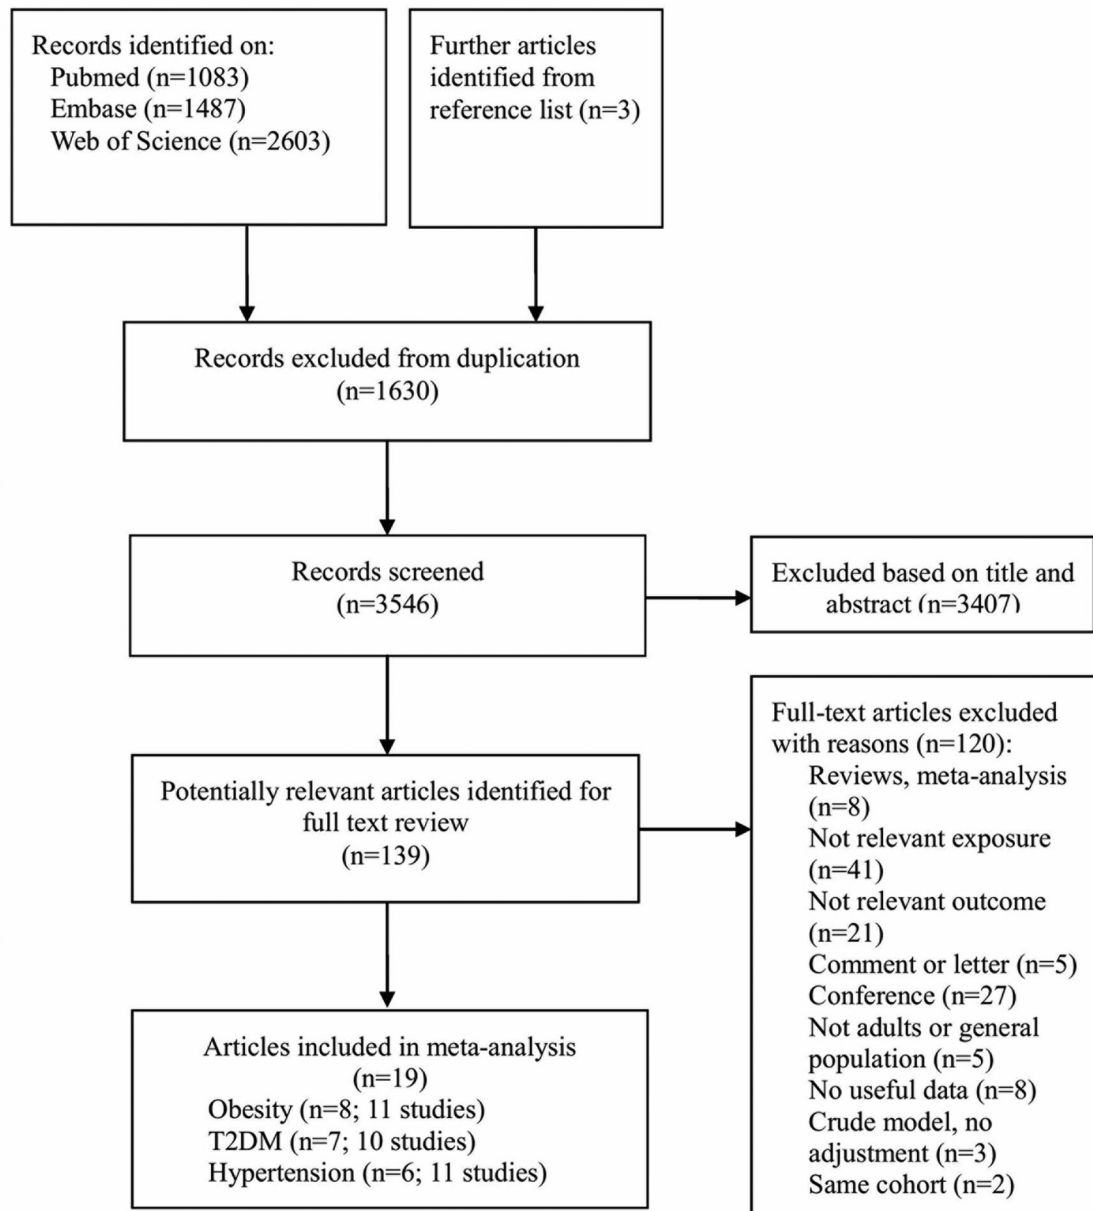 Records identified on:
Pubmed (n=1083)
Embase (n=1487)
Web of Science (n=2603)
Further articles
identified from
reference list (n=3)
Records excluded from duplication
(n=1630)
Records screened
(n=3546)
Excluded based on title and
abstract (n=3407)
Potentially relevant articles identified for
full text review
(n=139)
Full-text articles excluded
with reasons (n=120):
Reviews, meta-analysis
(n=8)
Not relevant exposure
(n=41)
Not relevant outcome
(n=21)
Comment or letter (n=5)
Conference (n=27)
Not adults or general
population (n=5)
No useful data (n=8)
Crude model, no
adjustment (n=3)
Same cohort (n=2)
Articles included in meta-analysis
(n=19)
Obesity (n=8; 11 studies)
T2DM (n=7; 10 studies)
Hypertension (n=6; 11 studies)